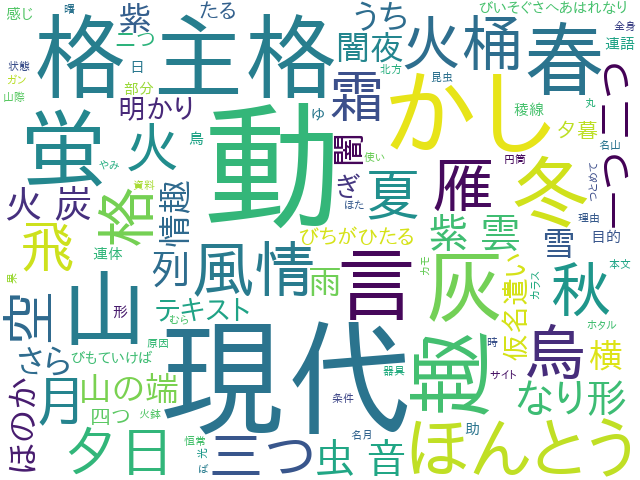 感じ
紫
たる
うち
火桶
春
びいそぐさへあはれなり
全身
曙
状態
ガン
山際
二つ
日
部分
格
主格
闇夜
北方
昆虫
連語
丸
名山
明かり
霜
かし
稜線
夕暮
蛍
火
鳥
ゆ
動
闇
ぎ
夏
雁
冬
円筒
やみ
資料
使い
ほた
火
炭
格
情趣
びちがひたる
紫
雲
雪
目的
理由
飛
連体
列
風情
雨
言
灰
仮名遣い
秋
カモ
カラス
本文
空
山
形
テキスト
むら
原因
現代
烏
横
さら
びもていけば
器具
時
サイト
ホタル
ほのか
月
山の端
四つ
火鉢
条件
なり
形
夕日
恒常
光
三つ
名月
虫
音
助
ほんとう